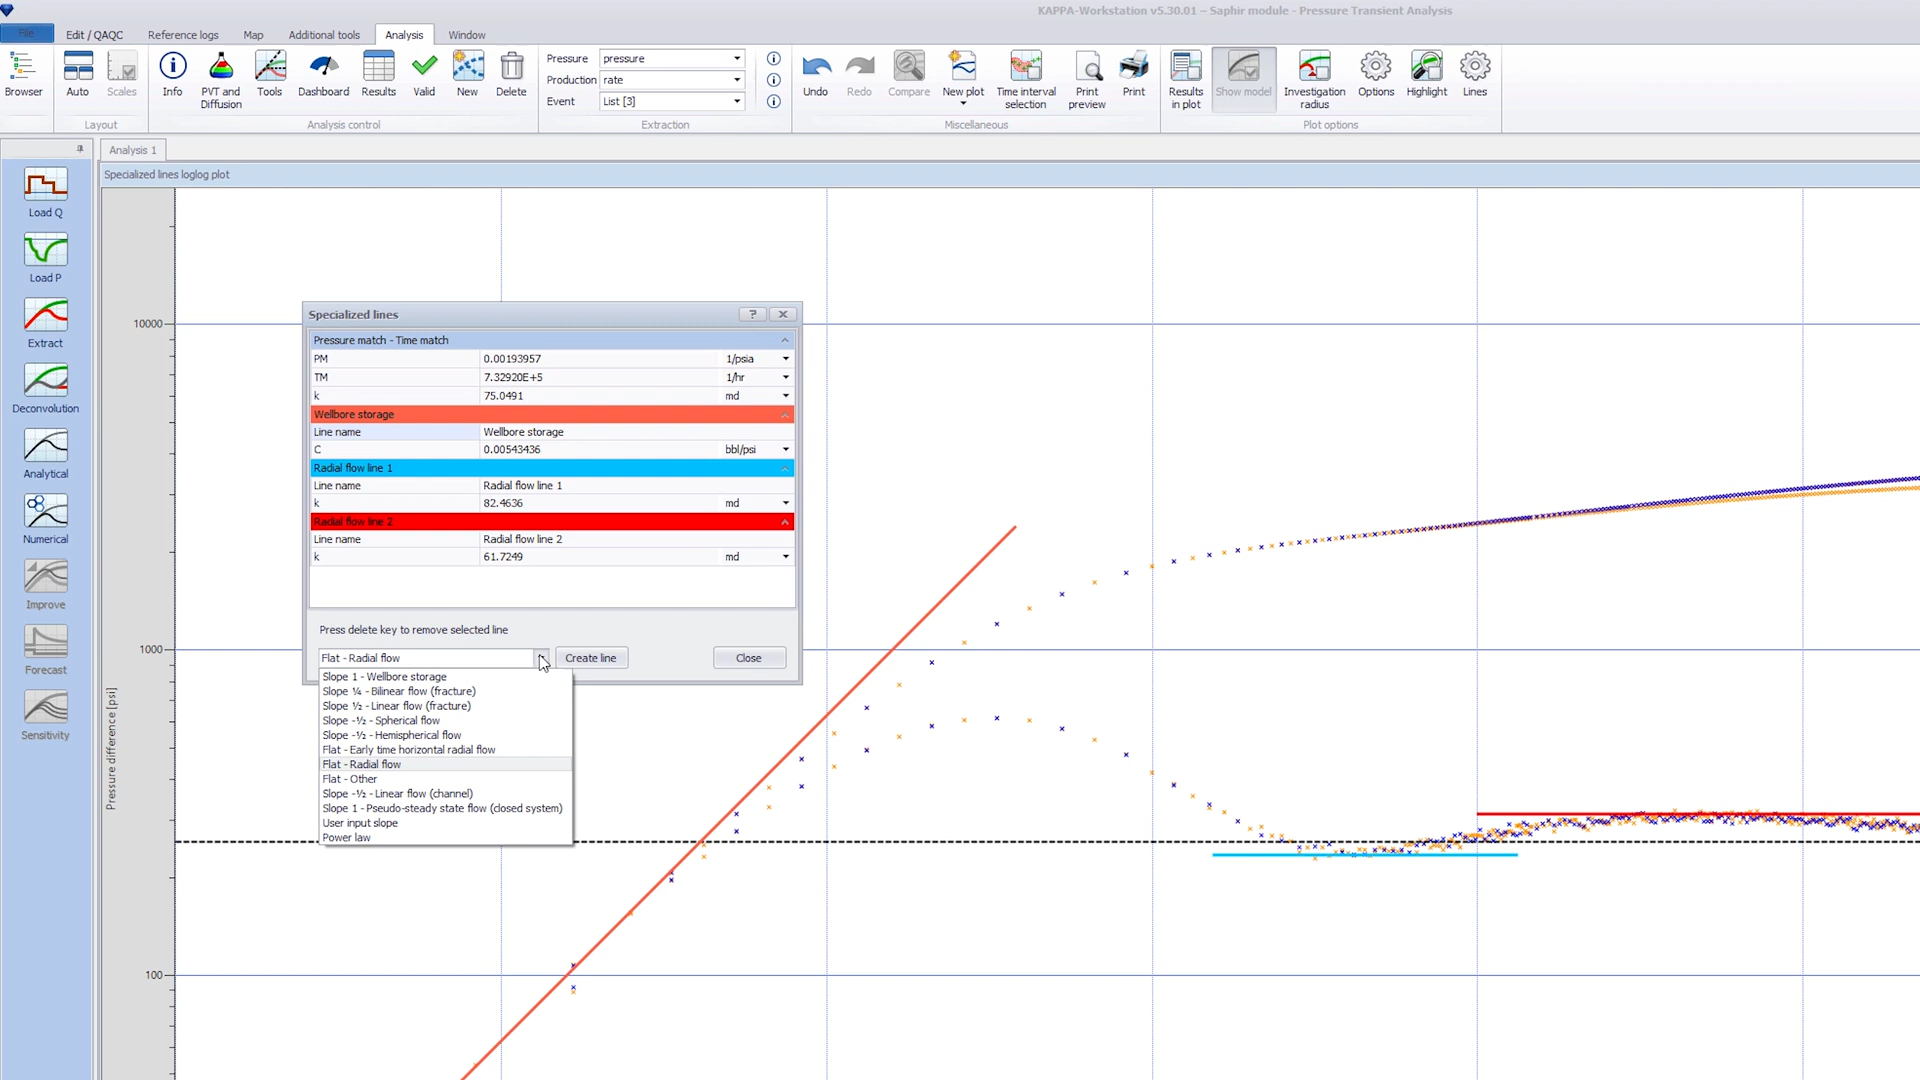 KAPPA-Workstation v5.30.01 – Saphir module - Pressure Transient Analysis
File
Edit / QAQC
Reference logs
Map
Additional tools
Analysis
Window
Browser
Auto
Scales
Layout
Info
PVT and
Diffusion
Tools
Dashboard
Results
Valid
New
Delete
Analysis control
Pressure
pressure
Production
rate
Event
List [3]
Extraction
Undo
Redo
Compare
New plot
Time interval
selection
Print
preview
Print
Miscellaneous
Results
in plot
Show model
Investigation
radius
Options
Highlight
Lines
Plot options
Analysis 1
Specialized lines loglog plot
Load Q
Load P
Extract
Deconvolution
Analytical
Numerical
Improve
Forecast
Sensitivity
10000
1000
100
Pressure difference [psi]
Specialized lines
?
Pressure match - Time match
PM 0.00193957 1/psia
TM 7.32920E+5 1/hr
k 75.0491 md
Wellbore storage
Line name Wellbore storage
C 0.00543436 bbl/psi
Radial flow line 1
Line name Radial flow line 1
k 82.4636 md
Radial flow line 2
Line name Radial flow line 2
k 61.7249 md
Press delete key to remove selected line
Flat - Radial flow
Create line
Close
Slope 1 - Wellbore storage
Slope ¼ - Bilinear flow (fracture)
Slope ½ - Linear flow (fracture)
Slope -½ - Spherical flow
Slope -½ - Hemispherical flow
Flat - Early time horizontal radial flow
Flat - Radial flow
Flat - Other
Slope -½ - Linear flow (channel)
Slope 1 - Pseudo-steady state flow (closed system)
User input slope
Power law